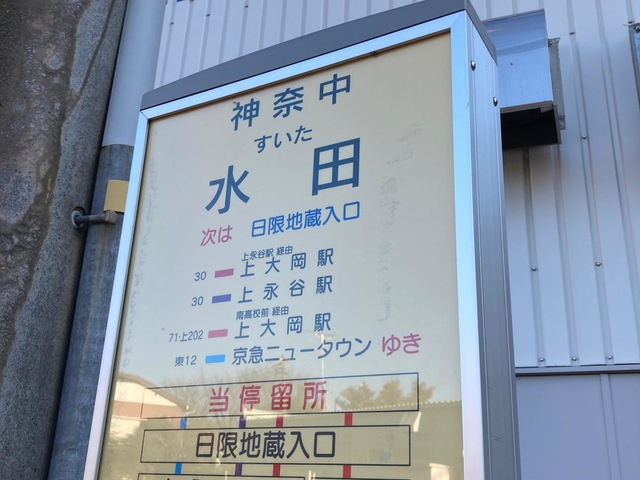 神奈中
すいた
水田
次は 日限地蔵入口
上永谷駅 経由
30 上大岡駅
30 上永谷駅
南高校前 経由
71·上202 上大岡駅
東12 京急ニュータウン ゆき
当停留所
日限地蔵入口